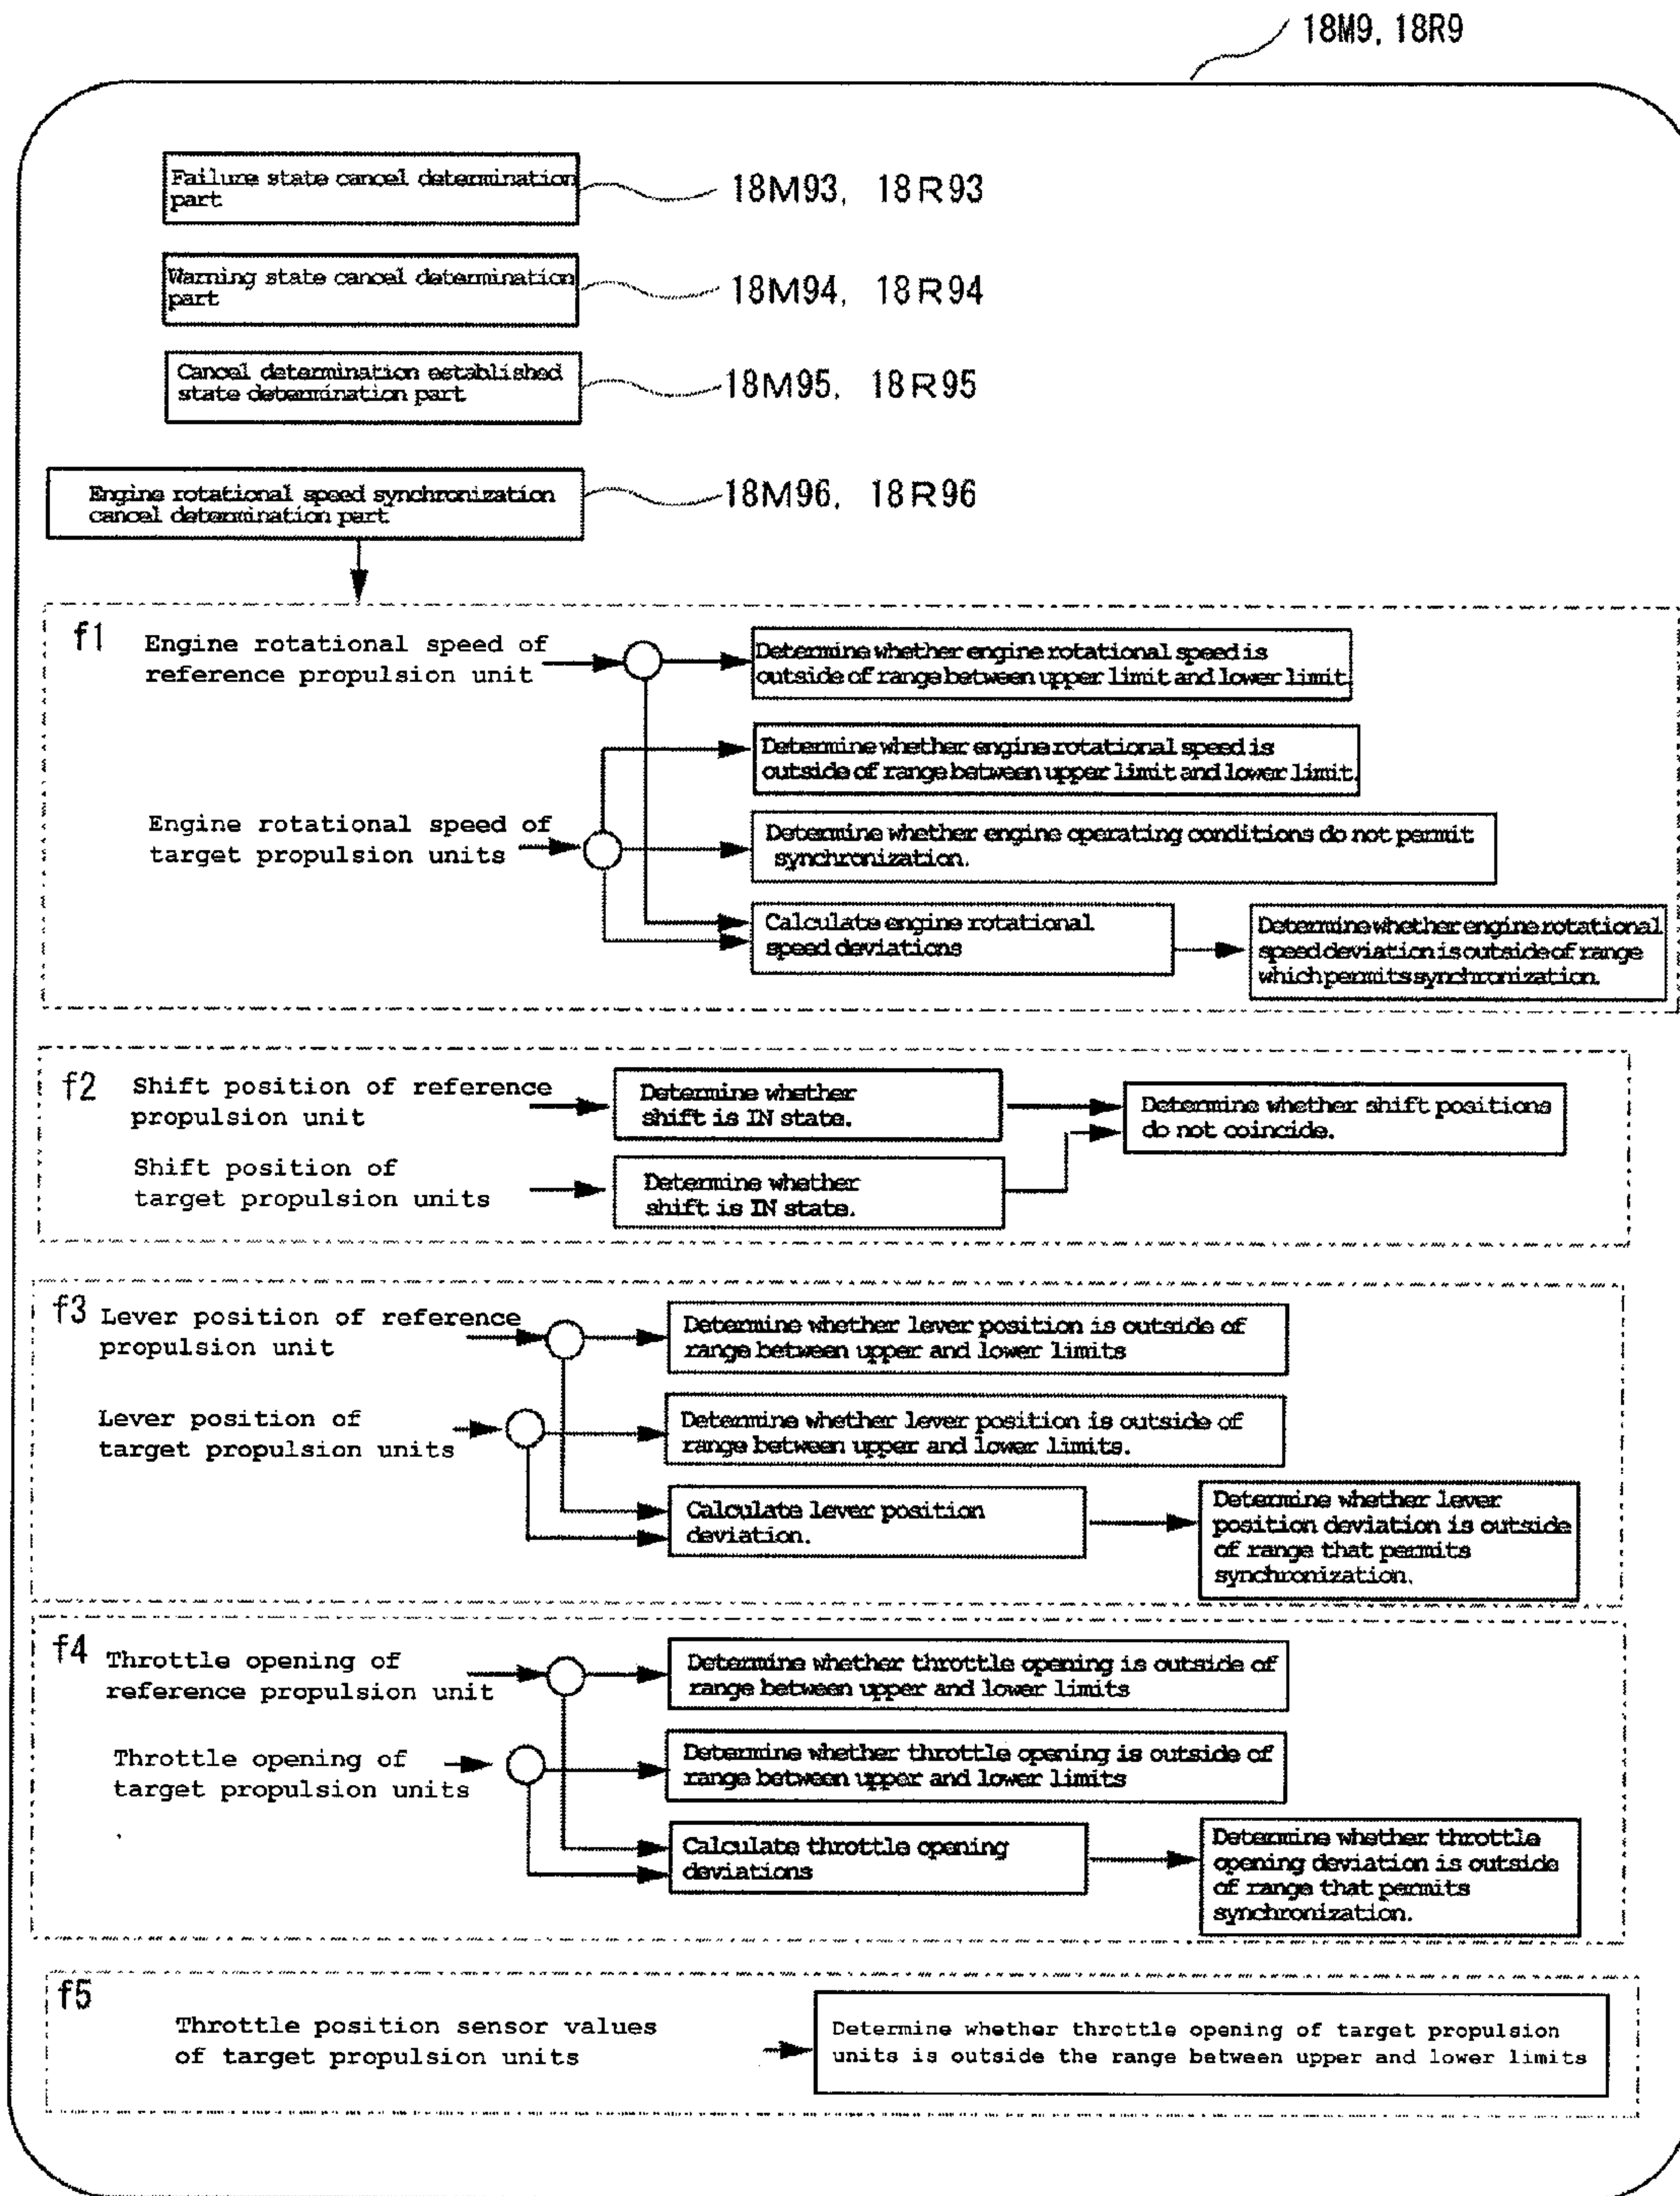 18M9, 18R9
Failure state cancel determination
part
18M93, 18R93
Warning state cancel determination
part
18M94, 18R94
Cancel determination established
state determination part
18M95, 18R95
Engine rotational speed synchronization
cancel determination part
18M96, 18R96
f1
Engine rotational speed of
reference propulsion unit
Determine whether engine rotational speed is
outside of range between upper limit and lower limit.
Determine whether engine rotational speed is
outside of range between upper limit and lower limit.
Engine rotational speed of
target propulsion units
Determine whether engine operating conditions do not permit
synchronization.
Calculate engine rotational
speed deviations
Determine whether engine rotational
speed deviation is outside of range
which permits synchronization.
f2
Shift position of reference
propulsion unit
Determine whether
shift is IN state.
Determine whether shift positions
do not coincide.
Shift position of
target propulsion units
Determine whether
shift is IN state.
f3
Lever position of reference
propulsion unit
Determine whether lever position is outside of
range between upper and lower limits
Lever position of
target propulsion units
Determine whether lever position is outside of
range between upper and lower limits.
Calculate lever position
deviation.
Determine whether lever
position deviation is outside
of range that permits
synchronization.
f4
Throttle opening of
reference propulsion unit
Determine whether throttle opening is outside of
range between upper and lower limits
Throttle opening of
target propulsion units
Determine whether throttle opening is outside of
range between upper and lower limits
Calculate throttle opening
deviations
Determine whether throttle
opening deviation is outside
of range that permits
synchronization.
f5
Throttle position sensor values
of target propulsion units
Determine whether throttle opening of target propulsion
units is outside the range between upper and lower limits